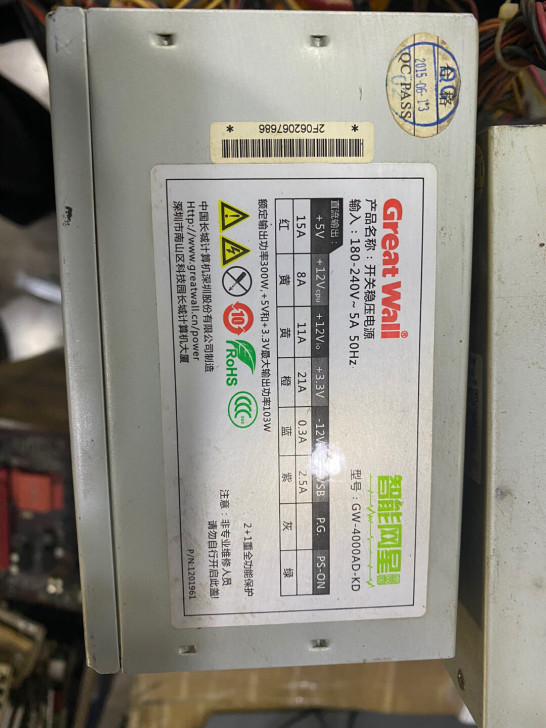 Great Wall®
智能网星
产品名称：开关稳压电源
型号：GW-4000AD-KD
输入：180-240V~ 5A 50Hz
直流输出：
+5V +12Vcpu +12Vio +3.3V -12V SB P.G. PS-ON
15A 8A 11A 21A 0.3A 2.5A
红 黄 黄 橙 蓝 紫 灰 绿
额定输出功率300W,+5V和+3.3V最大输出功率103W
10
RoHS
2+1重全功能保护
中国长城计算机深圳股份有限公司制造
注意：非专业维修人员
Http://www.greatwall.cn/power
请勿自行开启此盖!
深圳市南山区科技园长城计算机大厦
P/N:1201961
* 2F062067686 *
2015-06-13
QC PASS